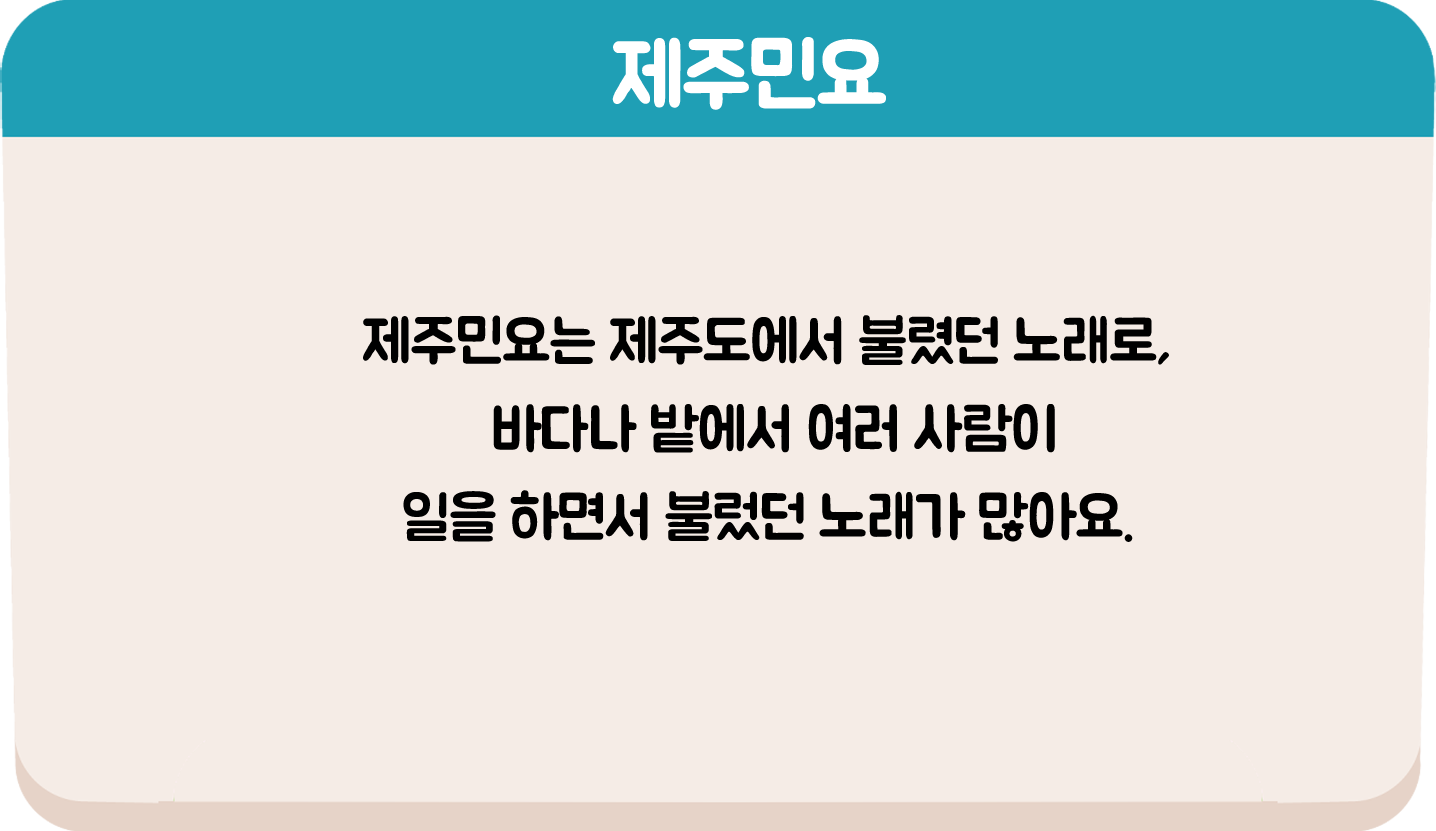 제주민요
제주민요는 제주도에서 불렸던 노래로,
바다나 밭에서 여러 사람이
일을 하면서 불렀던 노래가 많아요.